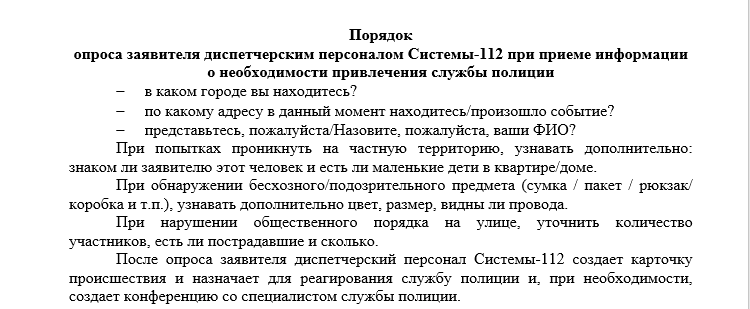 Порядок
опроса заявителя диспетчерским персоналом Системы-112 при приеме информации
о необходимости привлечения службы полиции
– в каком городе вы находитесь?
– по какому адресу в данный момент находитесь/произошло событие?
– представьтесь, пожалуйста/Назовите, пожалуйста, ваши ФИО?
При попытках проникнуть на частную территорию, узнавать дополнительно:
знаком ли заявителю этот человек и есть ли маленькие дети в квартире/доме.
При обнаружении бесхозного/подозрительного предмета (сумка / пакет / рюкзак/
коробка и т.п.), узнавать дополнительно цвет, размер, видны ли провода.
При нарушении общественного порядка на улице, уточнить количество
участников, есть ли пострадавшие и сколько.
После опроса заявителя диспетчерский персонал Системы-112 создает карточку
происшествия и назначает для реагирования службу полиции и, при необходимости,
создает конференцию со специалистом службы полиции.